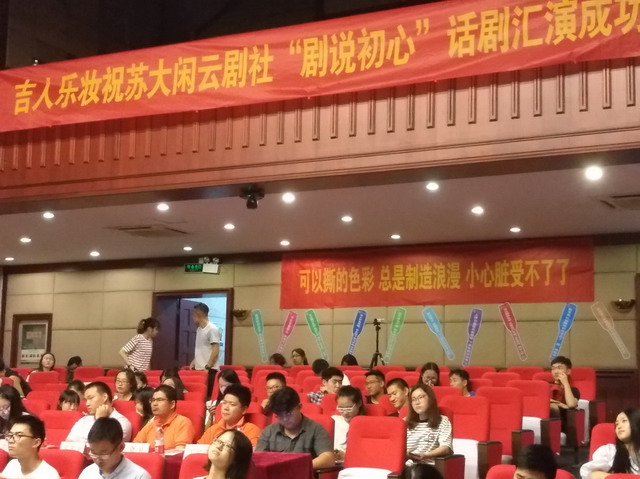 吉人乐妆祝苏大闲云剧社“剧说初心”话剧汇演成功
可以撕的色彩 总是制造浪漫 小心脏受不了了